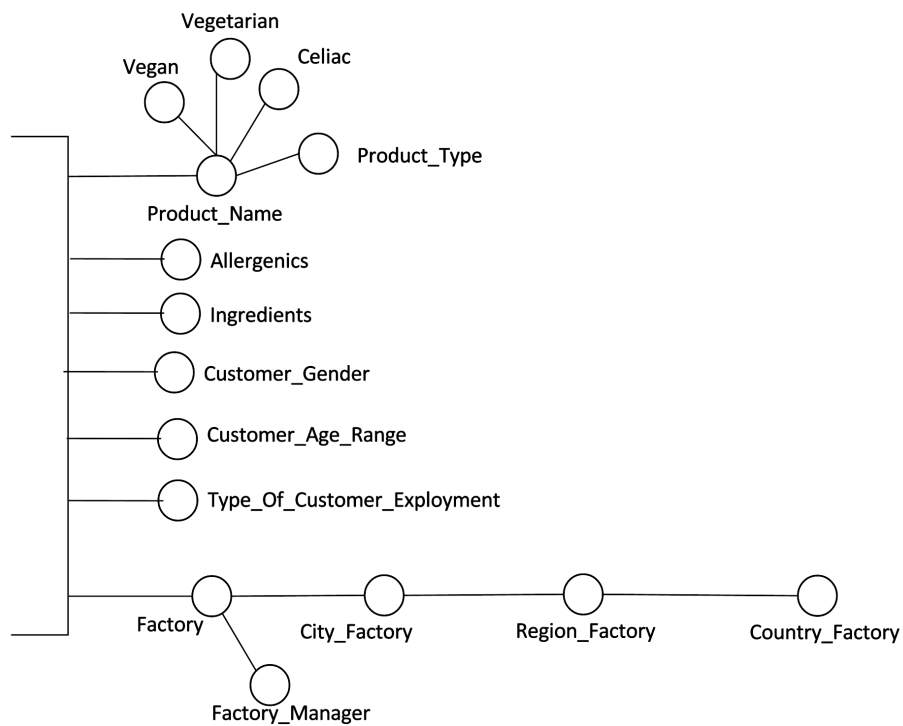 Vegetarian
Vegan
Celiac
Product_Type
Product_Name
Allergenics
Ingredients
Customer_Gender
Customer_Age_Range
Type_Of_Customer_Exployment
Factory
City_Factory
Region_Factory
Country_Factory
Factory_Manager